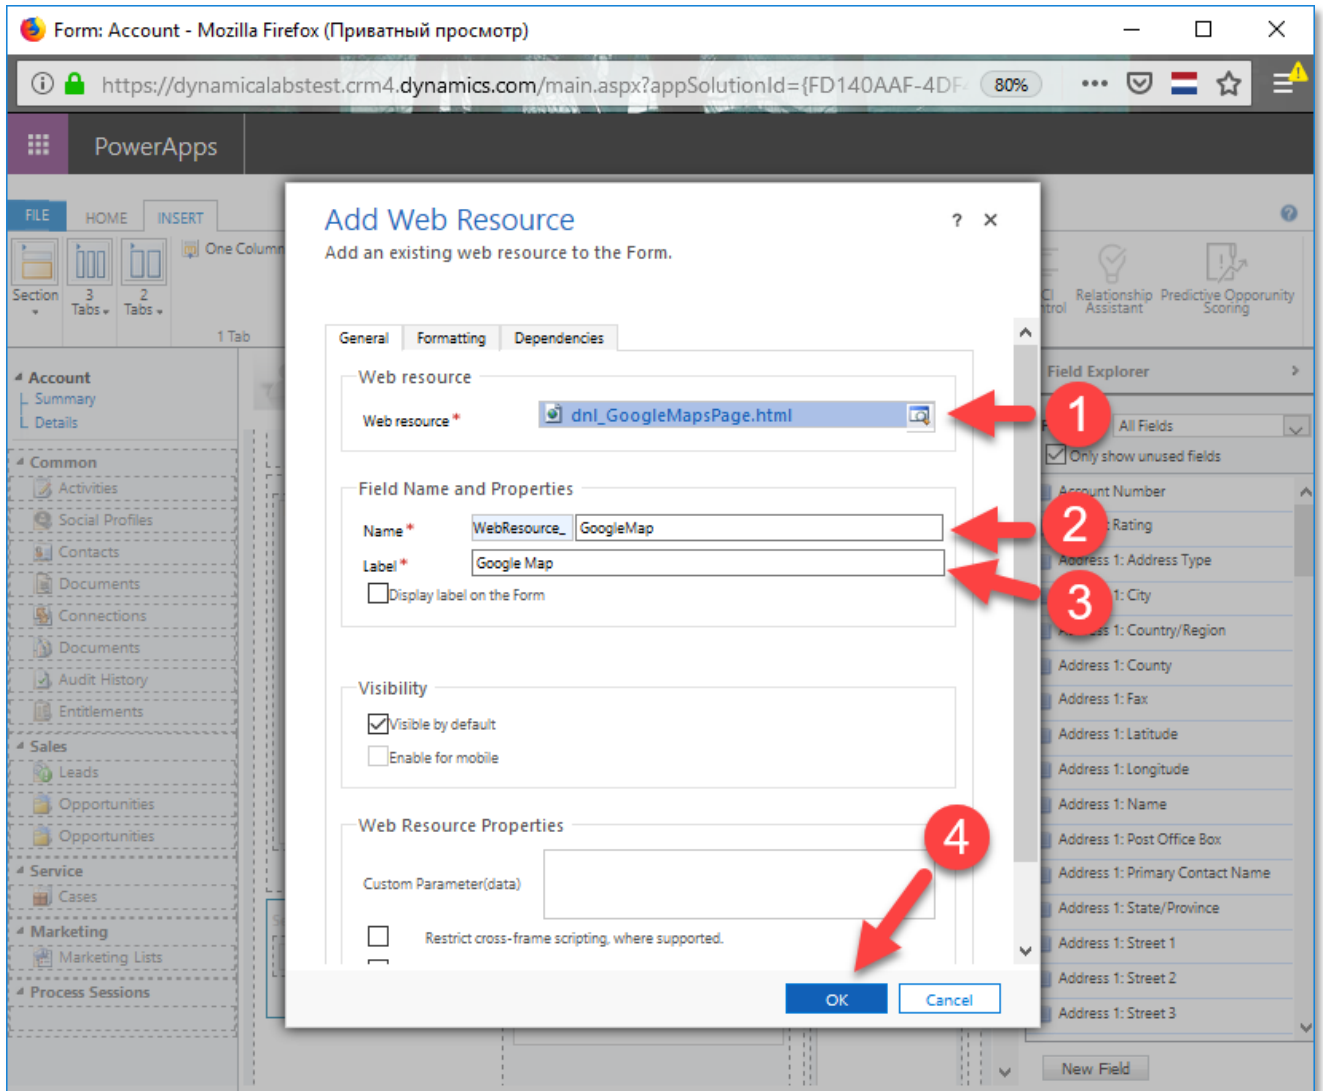 Form: Account - Mozilla Firefox (Приватный просмотр)
https://dynamicalabstest.crm4.dynamics.com/main.aspx?appSolutionId={FD140AAF-4DF 80%
PowerApps
FILE HOME INSERT
One Column
Section 3 Tabs 2 Tabs
1 Tab
Relationship Assistant Predictive Opporunity Scoring
Account
Summary
Details
Common
Activities
Social Profiles
Contacts
Documents
Connections
Documents
Audit History
Entitlements
Sales
Leads
Opportunities
Opportunities
Service
Cases
Marketing
Marketing Lists
Process Sessions
Add Web Resource ?
Add an existing web resource to the Form.
General Formatting Dependencies
Web resource
Web resource* dnl_GoogleMapsPage.html
1
Field Name and Properties
Name* WebResource_ GoogleMap
2
Label* Google Map
3
Display label on the Form
Visibility
Visible by default
Enable for mobile
Web Resource Properties
4
Custom Parameter(data)
Restrict cross-frame scripting, where supported.
OK Cancel
Field Explorer
All Fields
Only show unused fields
Account Number
Rating
Address 1: Address Type
1: City
Address 1: Country/Region
Address 1: County
Address 1: Fax
Address 1: Latitude
Address 1: Longitude
Address 1: Name
Address 1: Post Office Box
Address 1: Primary Contact Name
Address 1: State/Province
Address 1: Street 1
Address 1: Street 2
Address 1: Street 3
New Field